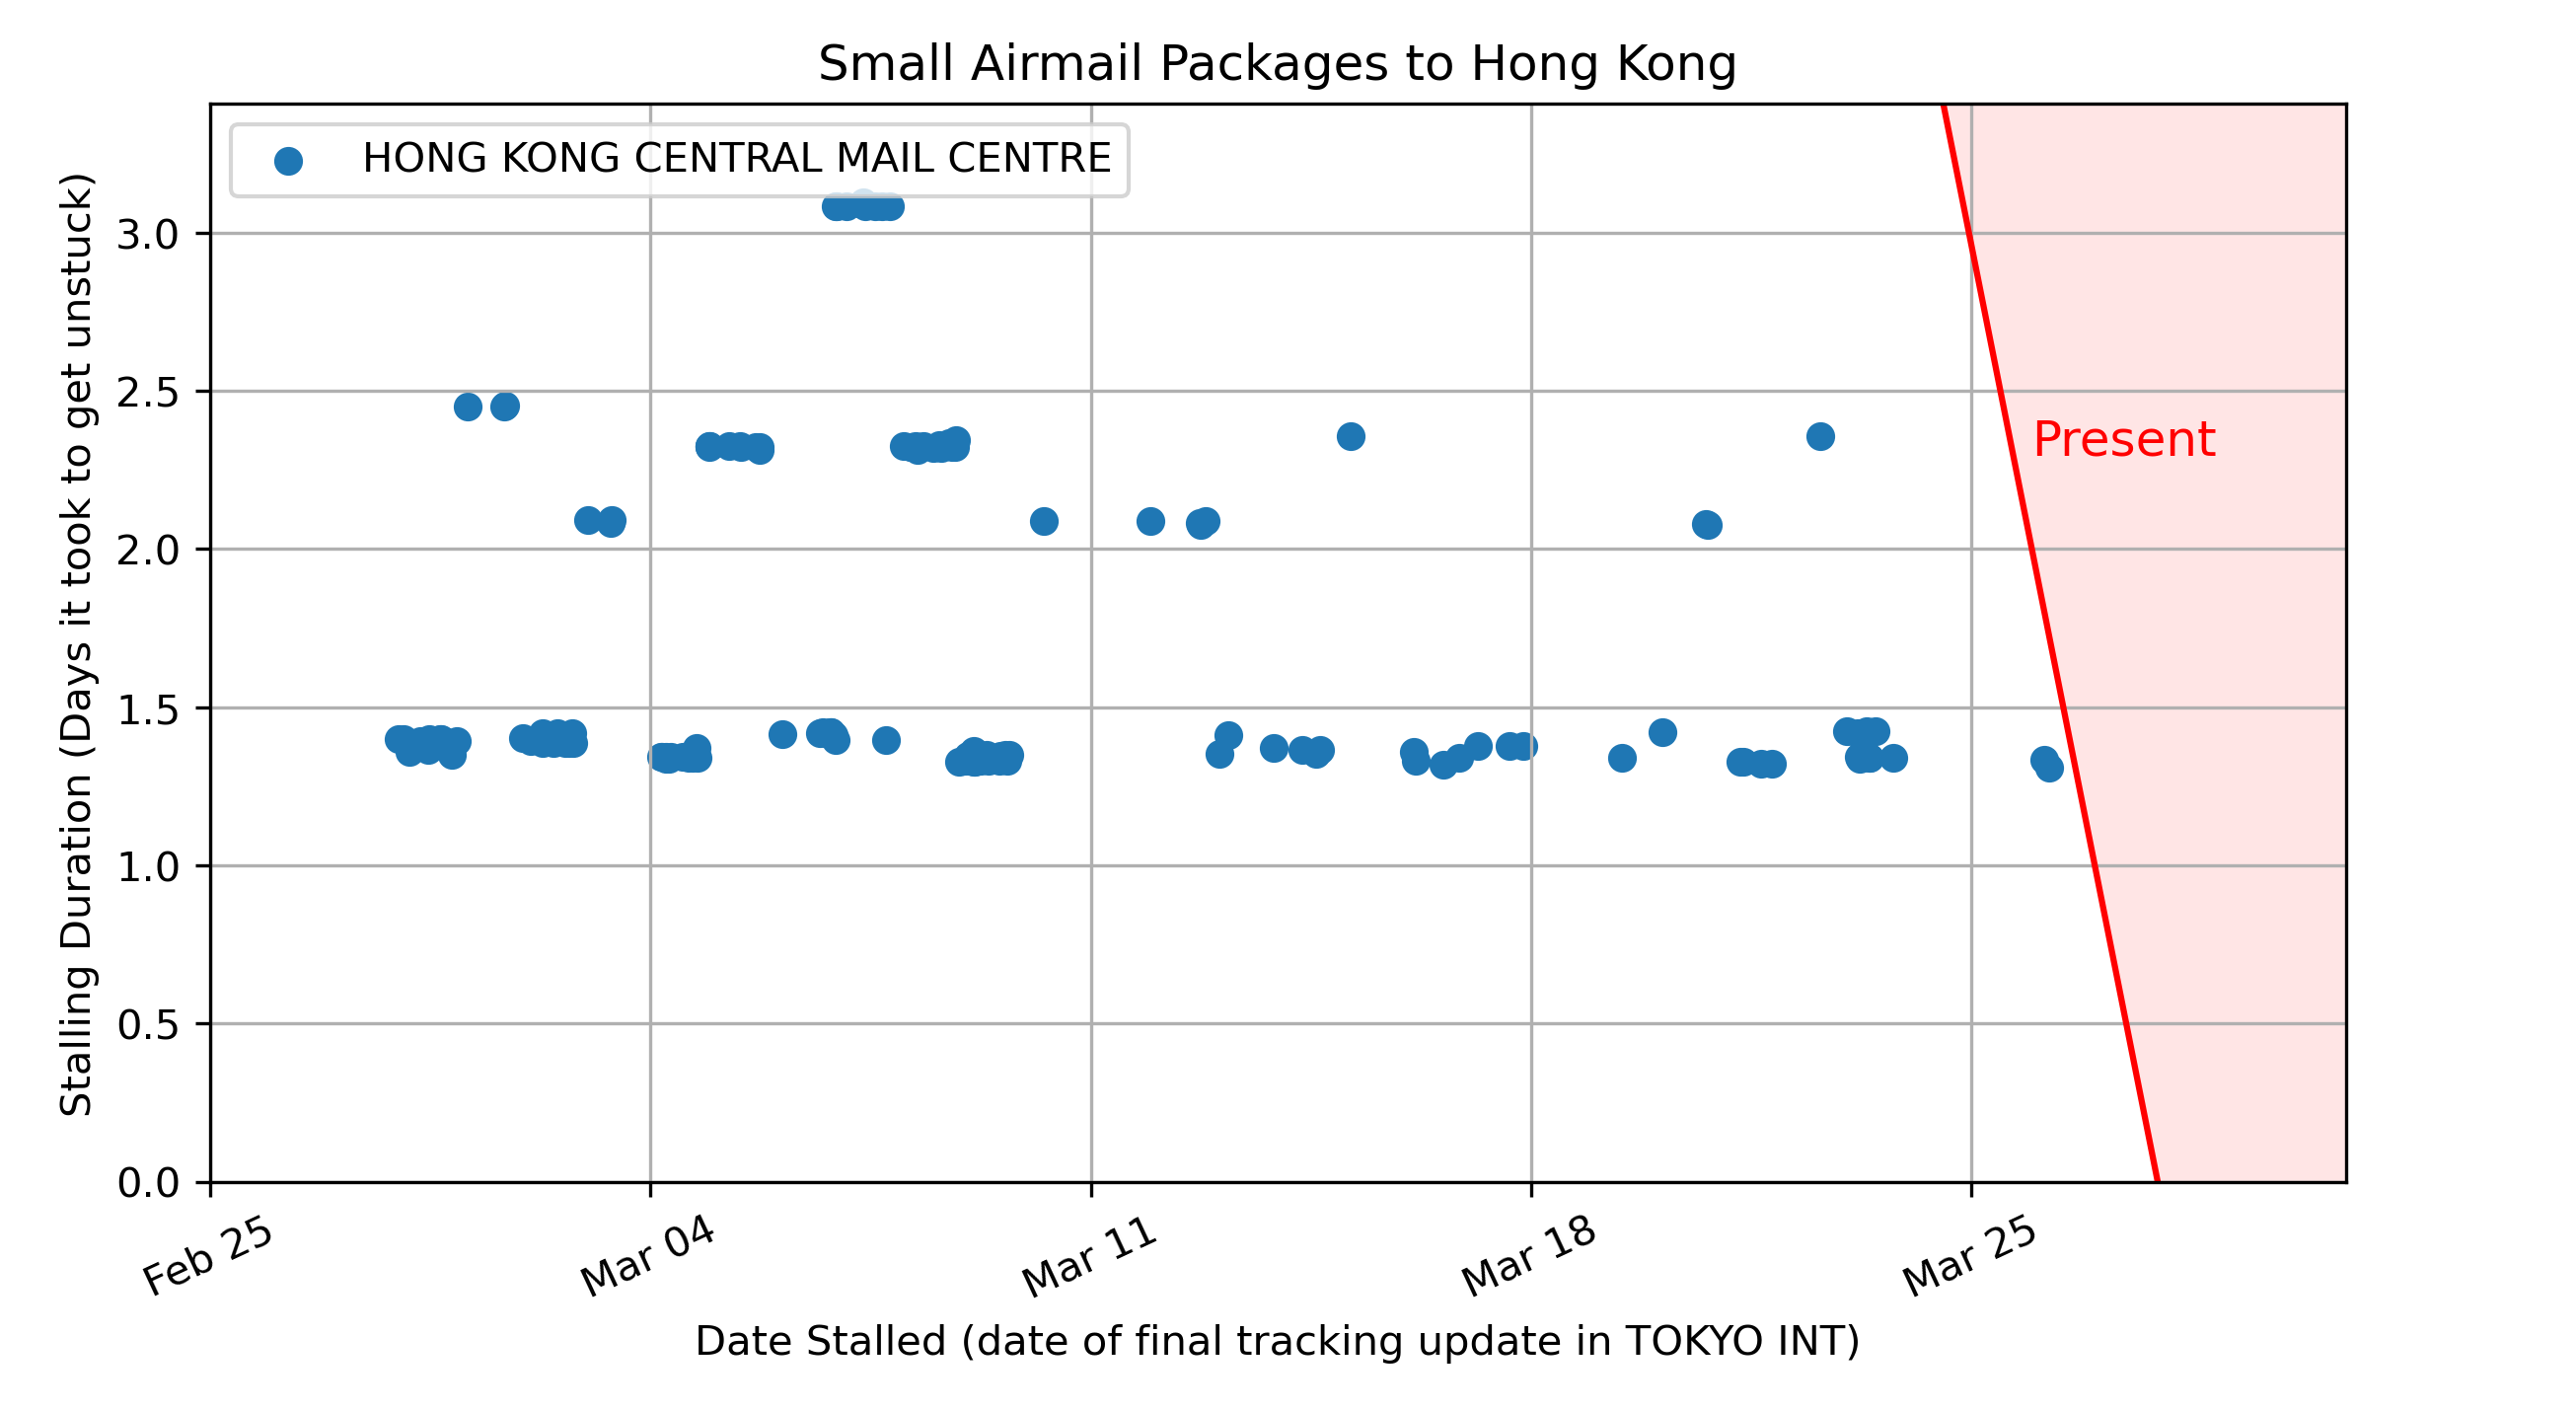 Small Airmail Packages to Hong Kong
HONG KONG CENTRAL MAIL CENTRE
Stalling Duration (Days it took to get unstuck)
3.0
2.5
2.0
1.5
1.0
0.5
0.0
Present
Feb 25
Mar 04
Mar 11
Mar 18
Mar 25
Date Stalled (date of final tracking update in TOKYO INT)